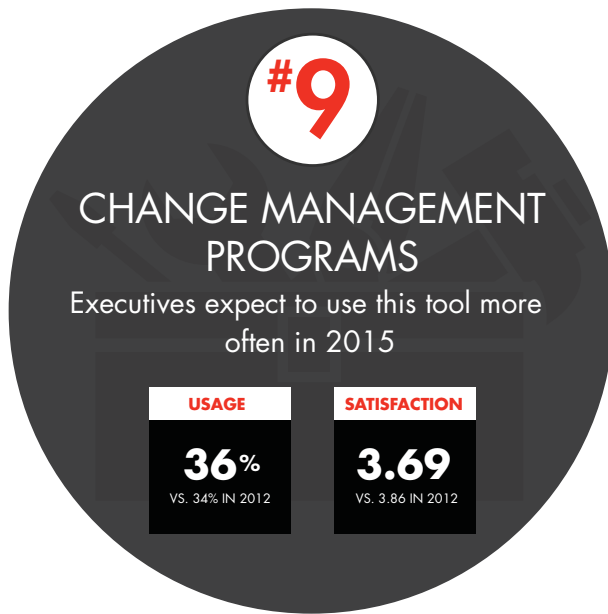 #9
CHANGE MANAGEMENT
PROGRAMS
Executives expect to use this tool more
often in 2015
USAGE
36%
VS. 34% IN 2012
SATISFACTION
3.69
VS. 3.86 IN 2012